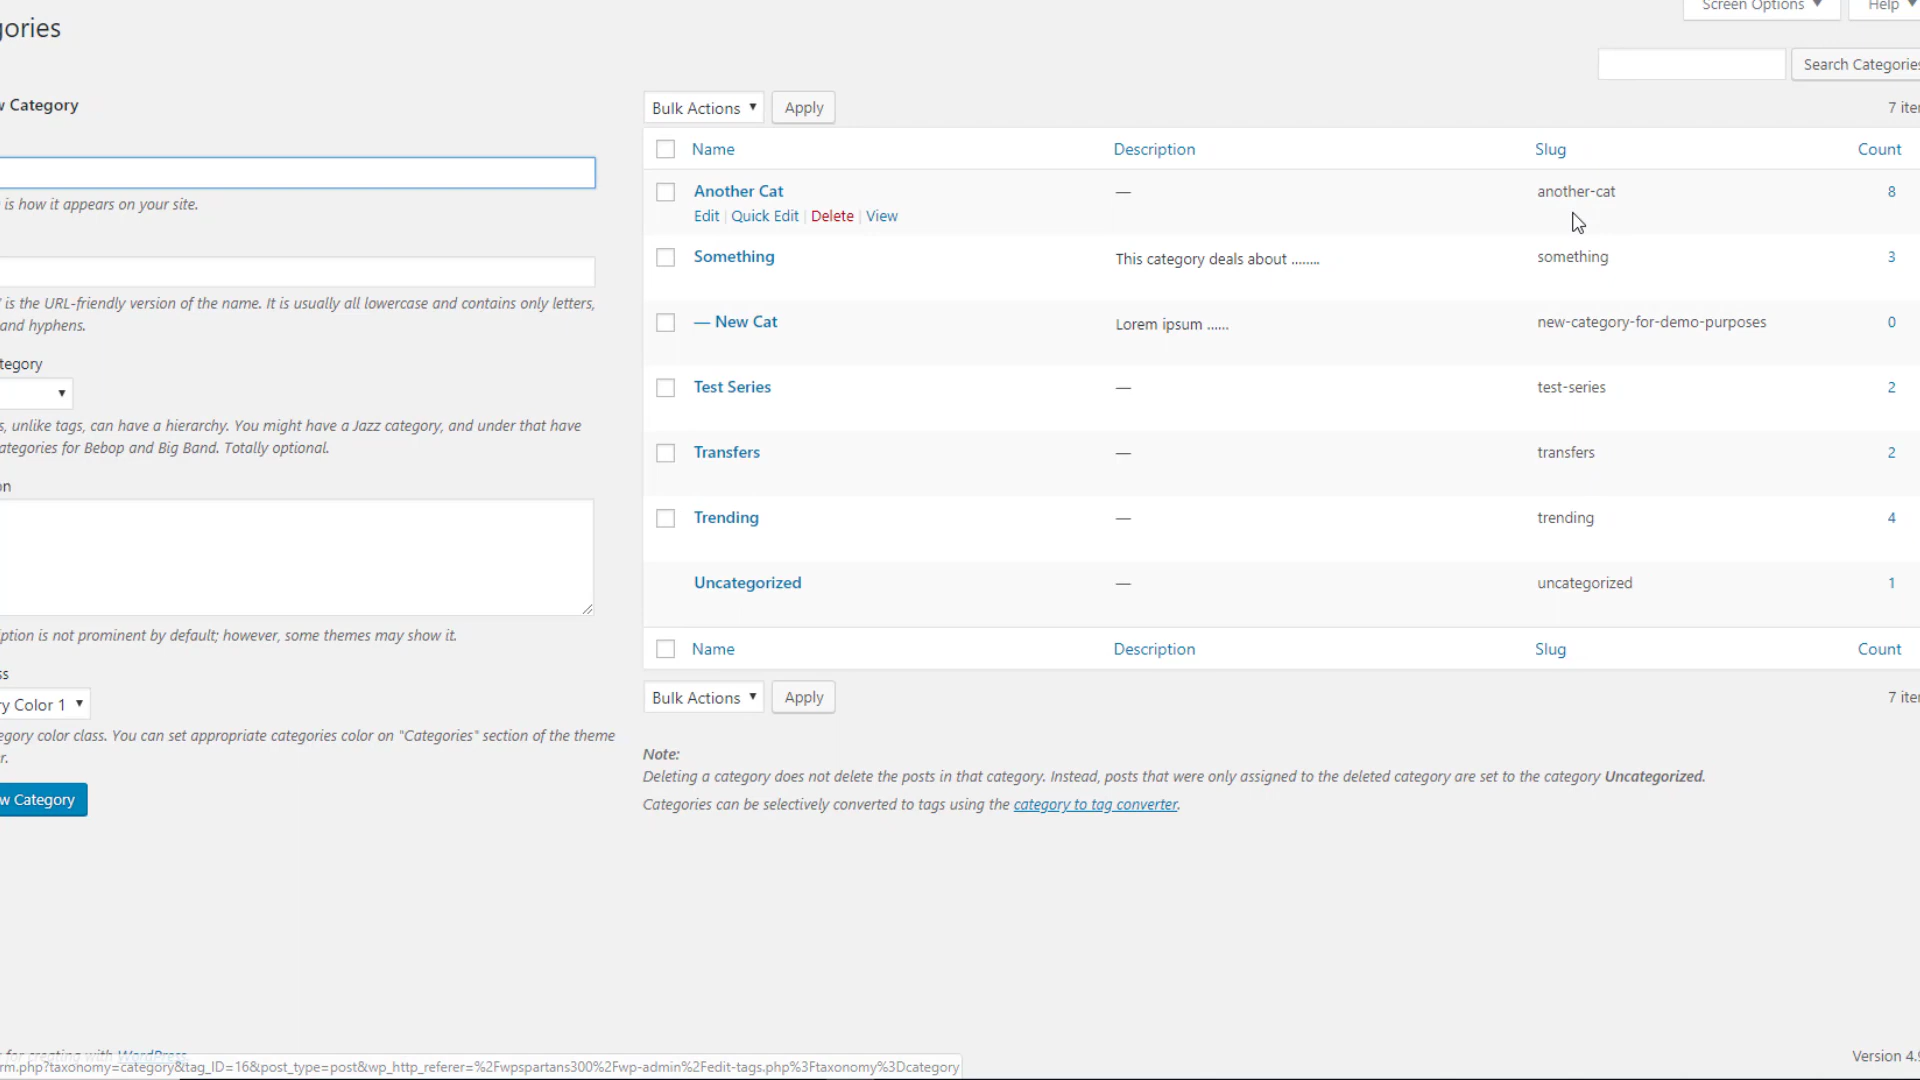 Screen Options ▼ Help ▼
gories
Search Categories
w Category
Bulk Actions ▼ Apply
7 iter
Name Description Slug Count
Another Cat — another-cat 8
Edit | Quick Edit | Delete | View
is how it appears on your site.
Something This category deals about ........ something 3
is the URL-friendly version of the name. It is usually all lowercase and contains only letters,
and hyphens.
— New Cat Lorem ipsum ...... new-category-for-demo-purposes 0
tegory
▼
Test Series — test-series 2
s, unlike tags, can have a hierarchy. You might have a Jazz category, and under that have
ategories for Bebop and Big Band. Totally optional.
Transfers — transfers 2
on
Trending — trending 4
Uncategorized — uncategorized 1
ption is not prominent by default; however, some themes may show it.
Name Description Slug Count
ss
ry Color 1 ▼
Bulk Actions ▼ Apply
7 iter
egory color class. You can set appropriate categories color on "Categories" section of the theme
r.
Note:
Deleting a category does not delete the posts in that category. Instead, posts that were only assigned to the deleted category are set to the category Uncategorized.
Categories can be selectively converted to tags using the category to tag converter.
w Category
for creating with WordPress.
Version 4.9
rm.php?taxonomy=category&tag_ID=16&post_type=post&wp_http_referer=%2Fwpspartans300%2Fwp-admin%2Fedit-tags.php%3Ftaxonomy%3Dcategory